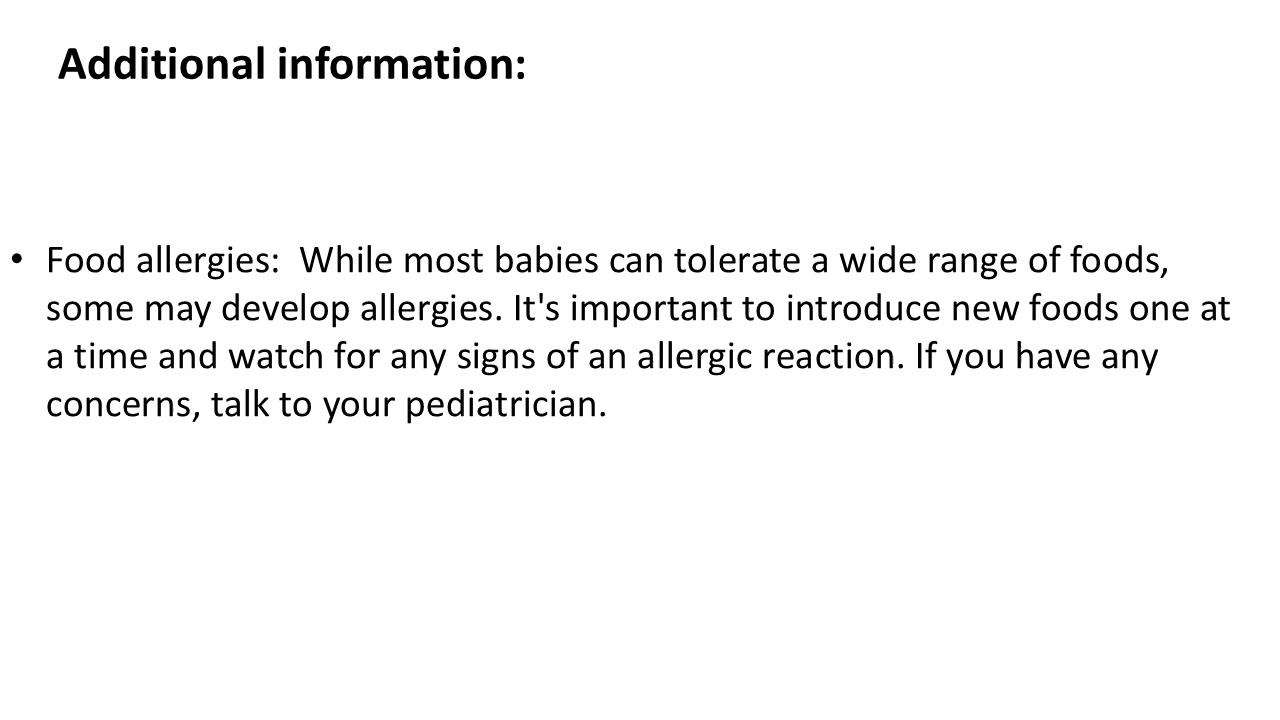 Additional information:
• Food allergies:  While most babies can tolerate a wide range of foods,
some may develop allergies. It's important to introduce new foods one at
a time and watch for any signs of an allergic reaction. If you have any
concerns, talk to your pediatrician.